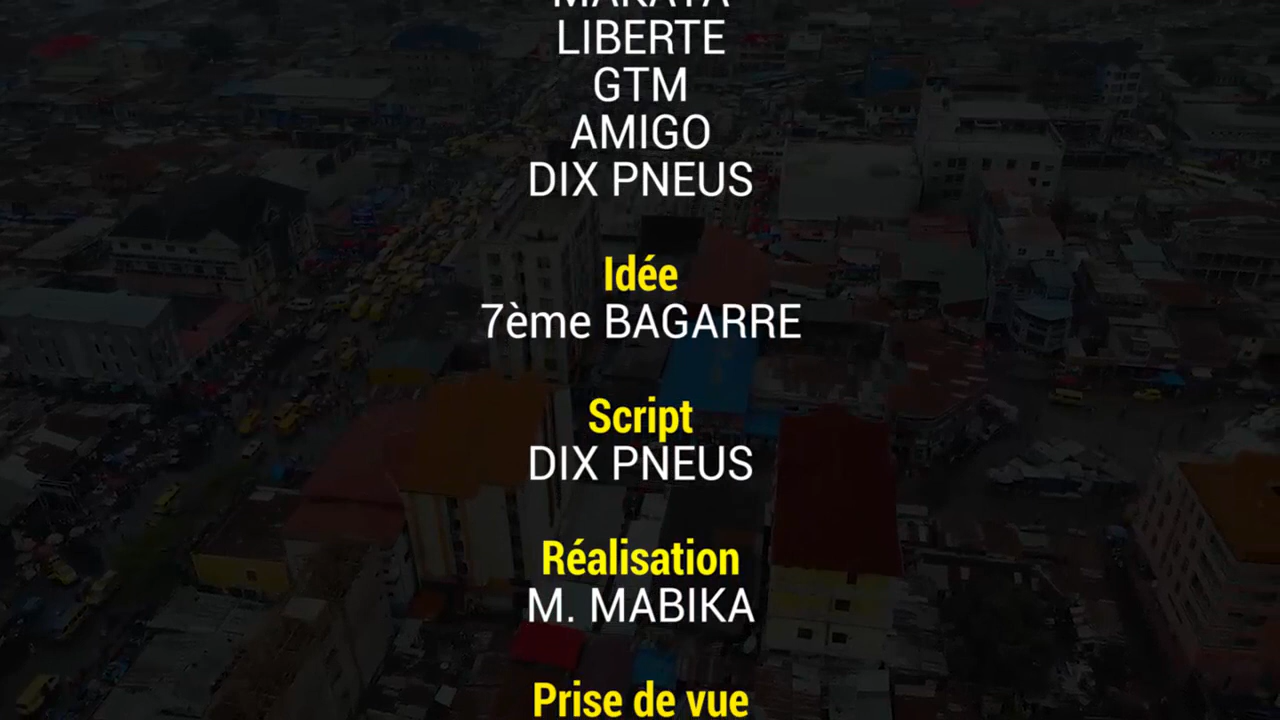 LIBERTE
GTM
AMIGO
DIX PNEUS
Idée
7ème BAGARRE
Script
DIX PNEUS
Réalisation
M. MABIKA
Prise de vue